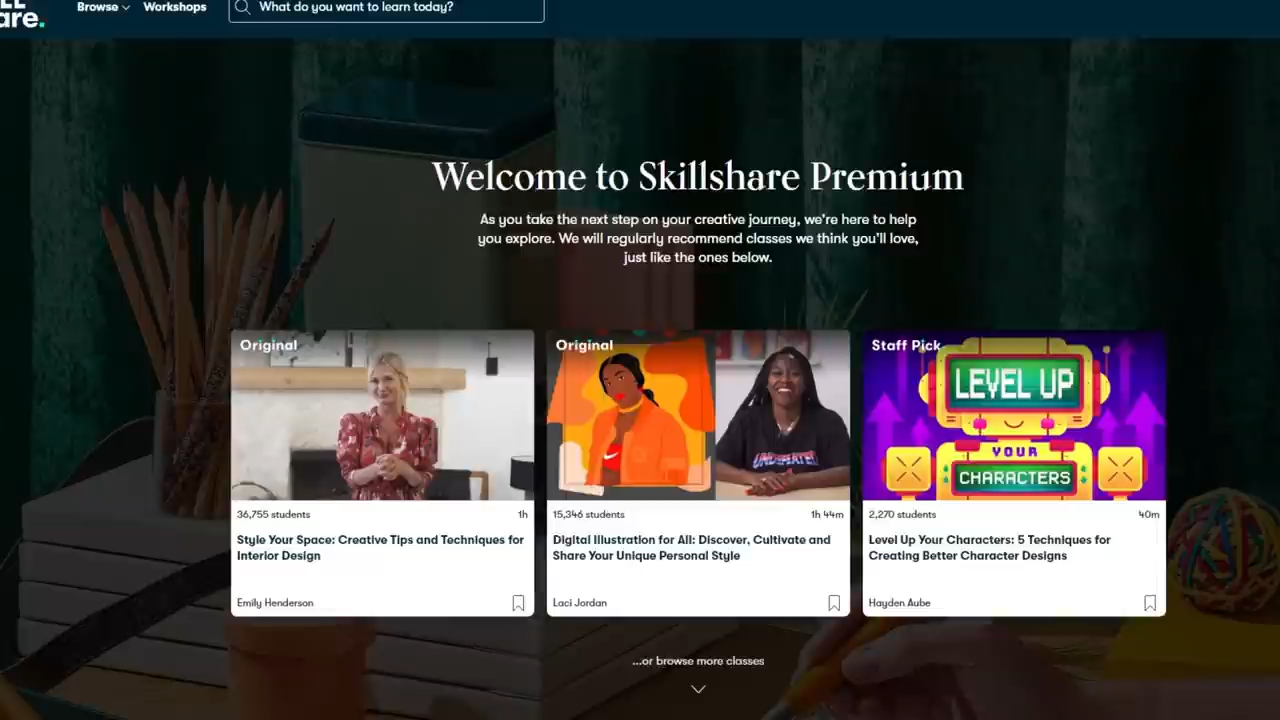 are.
Browse
Workshops
What do you want to learn today?
Welcome to Skillshare Premium
As you take the next step on your creative journey, we're here to help
you explore. We will regularly recommend classes we think you'll love,
just like the ones below.
Original
Original
Staff Pick
LEVEL UP
YOUR
CHARACTERS
UNDEFEATED
36,755 students
1h
Style Your Space: Creative Tips and Techniques for
Interior Design
Emily Henderson
15,346 students
1h 44m
Digital Illustration for All: Discover, Cultivate and
Share Your Unique Personal Style
Laci Jordan
2,270 students
40m
Level Up Your Characters: 5 Techniques for
Creating Better Character Designs
Hayden Aube
...or browse more classes